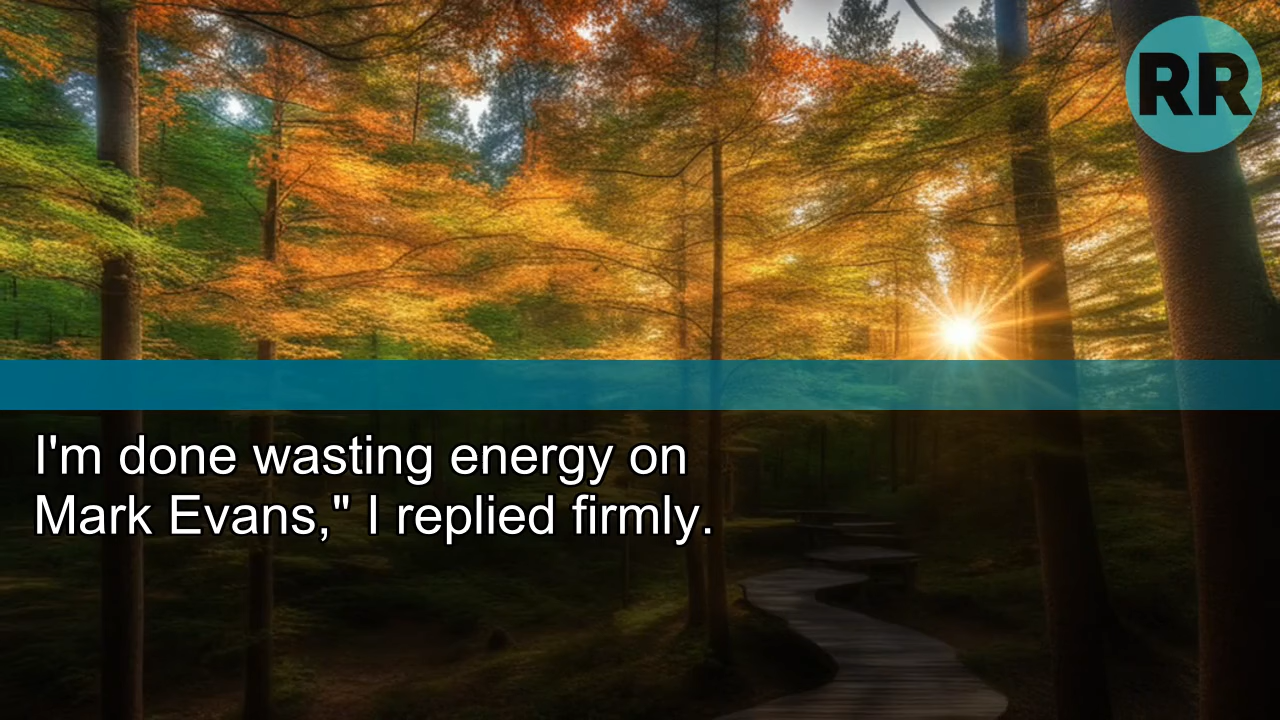 RR
I'm done wasting energy on
Mark Evans," I replied firmly.